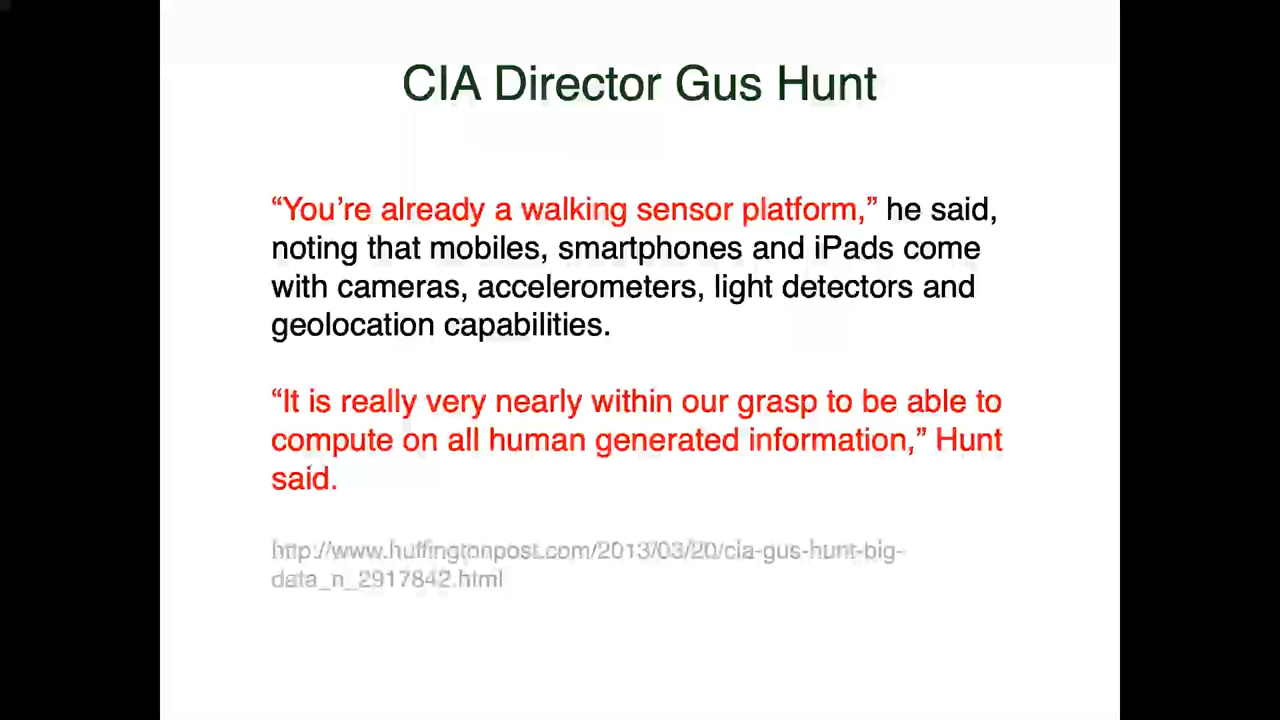 CIA Director Gus Hunt
“You’re already a walking sensor platform,” he said,
noting that mobiles, smartphones and iPads come
with cameras, accelerometers, light detectors and
geolocation capabilities.
“It is really very nearly within our grasp to be able to
compute on all human generated information,” Hunt
said.
http://www.huffingtonpost.com/2013/03/20/cia-gus-hunt-big-
data_n_2917842.html